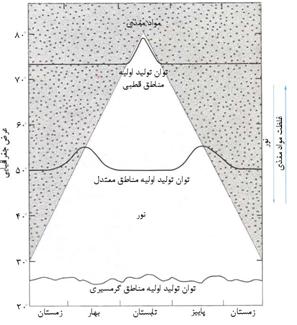 مواد مغذی
۸۰
توان تولید اولیه
مناطق قطبی
۷۰
۶۰
عرض جغرافیایی
۵۰
توان تولید اولیه مناطق معتدل
نور
۴۰
۳۰
توان تولید اولیه مناطق گرمسیری
۲۰
زمستان
بهار
تابستان
پاییز
زمستان
نور
غلظت مواد مغذی